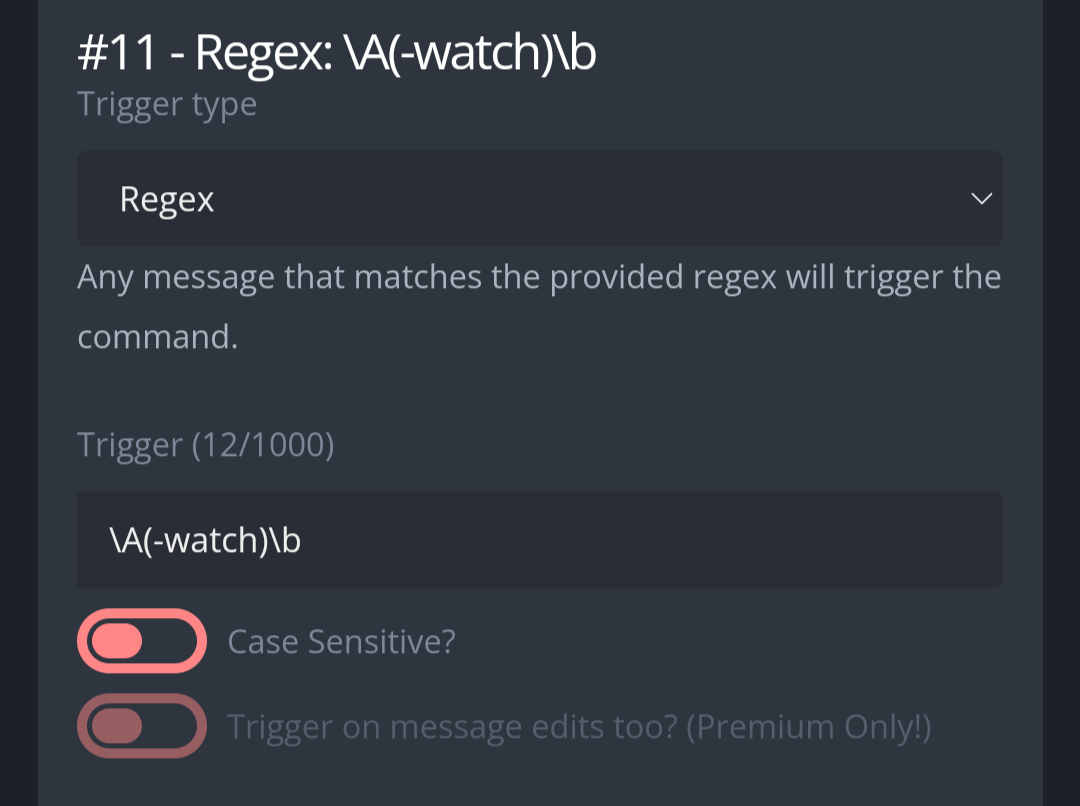 #11 - Regex: \A(-watch)\b
Trigger type
Regex
Any message that matches the provided regex will trigger the
command.
Trigger (12/1000)
\A(-watch)\b
Case Sensitive?
Trigger on message edits too? (Premium Only!)